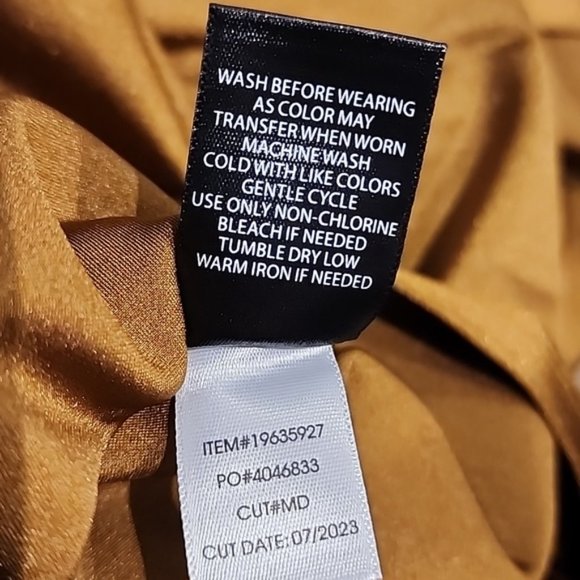 WASH BEFORE WEARING
AS COLOR MAY
TRANSFER WHEN WORN
MACHINE WASH
COLD WITH LIKE COLORS
GENTLE CYCLE
USE ONLY NON-CHLORINE
BLEACH IF NEEDED
TUMBLE DRY LOW
WARM IRON IF NEEDED
ITEM#19635927
PO#4046833
CUT#MD
CUT DATE: 07/2023